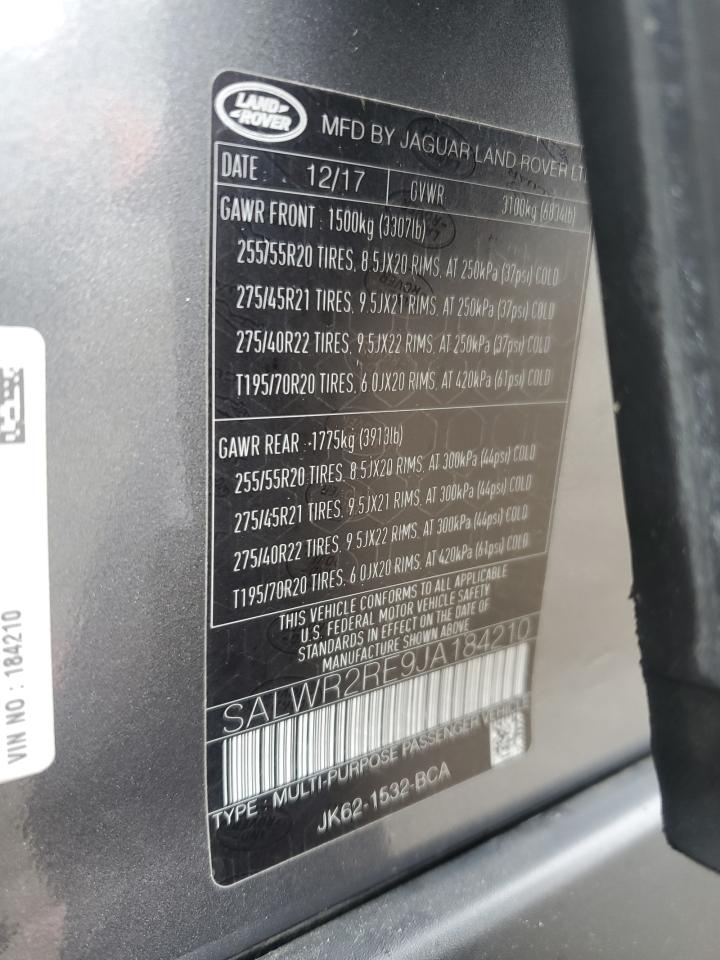 LAND ROVER
MFD BY JAGUAR LAND ROVER LT
DATE : 12/17 GVWR 3100kg (6834lb)
GAWR FRONT : 1500kg (3307lb)
255/55R20 TIRES, 8.5JX20 RIMS, AT 250kPa (37psi) COLD
275/45R21 TIRES, 9.5JX21 RIMS, AT 250kPa (37psi) COLD
275/40R22 TIRES, 9.5JX22 RIMS, AT 250kPa (37psi) COLD
T195/70R20 TIRES, 6.0JX20 RIMS, AT 420kPa (61psi) COLD
GAWR REAR : 1775kg (3913lb)
255/55R20 TIRES, 8.5JX20 RIMS, AT 300kPa (44psi) COLD
275/45R21 TIRES, 9.5JX21 RIMS, AT 300kPa (44psi) COLD
275/40R22 TIRES, 9.5JX22 RIMS, AT 300kPa (44psi) COLD
T195/70R20 TIRES, 6.0JX20 RIMS, AT 420kPa (61psi) COLD
THIS VEHICLE CONFORMS TO ALL APPLICABLE
U.S. FEDERAL MOTOR VEHICLE SAFETY
STANDARDS IN EFFECT ON THE DATE OF
MANUFACTURE SHOWN ABOVE
SALWR2RE9JA184210
TYPE : MULTI-PURPOSE PASSENGER VEHICLE
JK62-1532-BCA
VIN NO : 184210